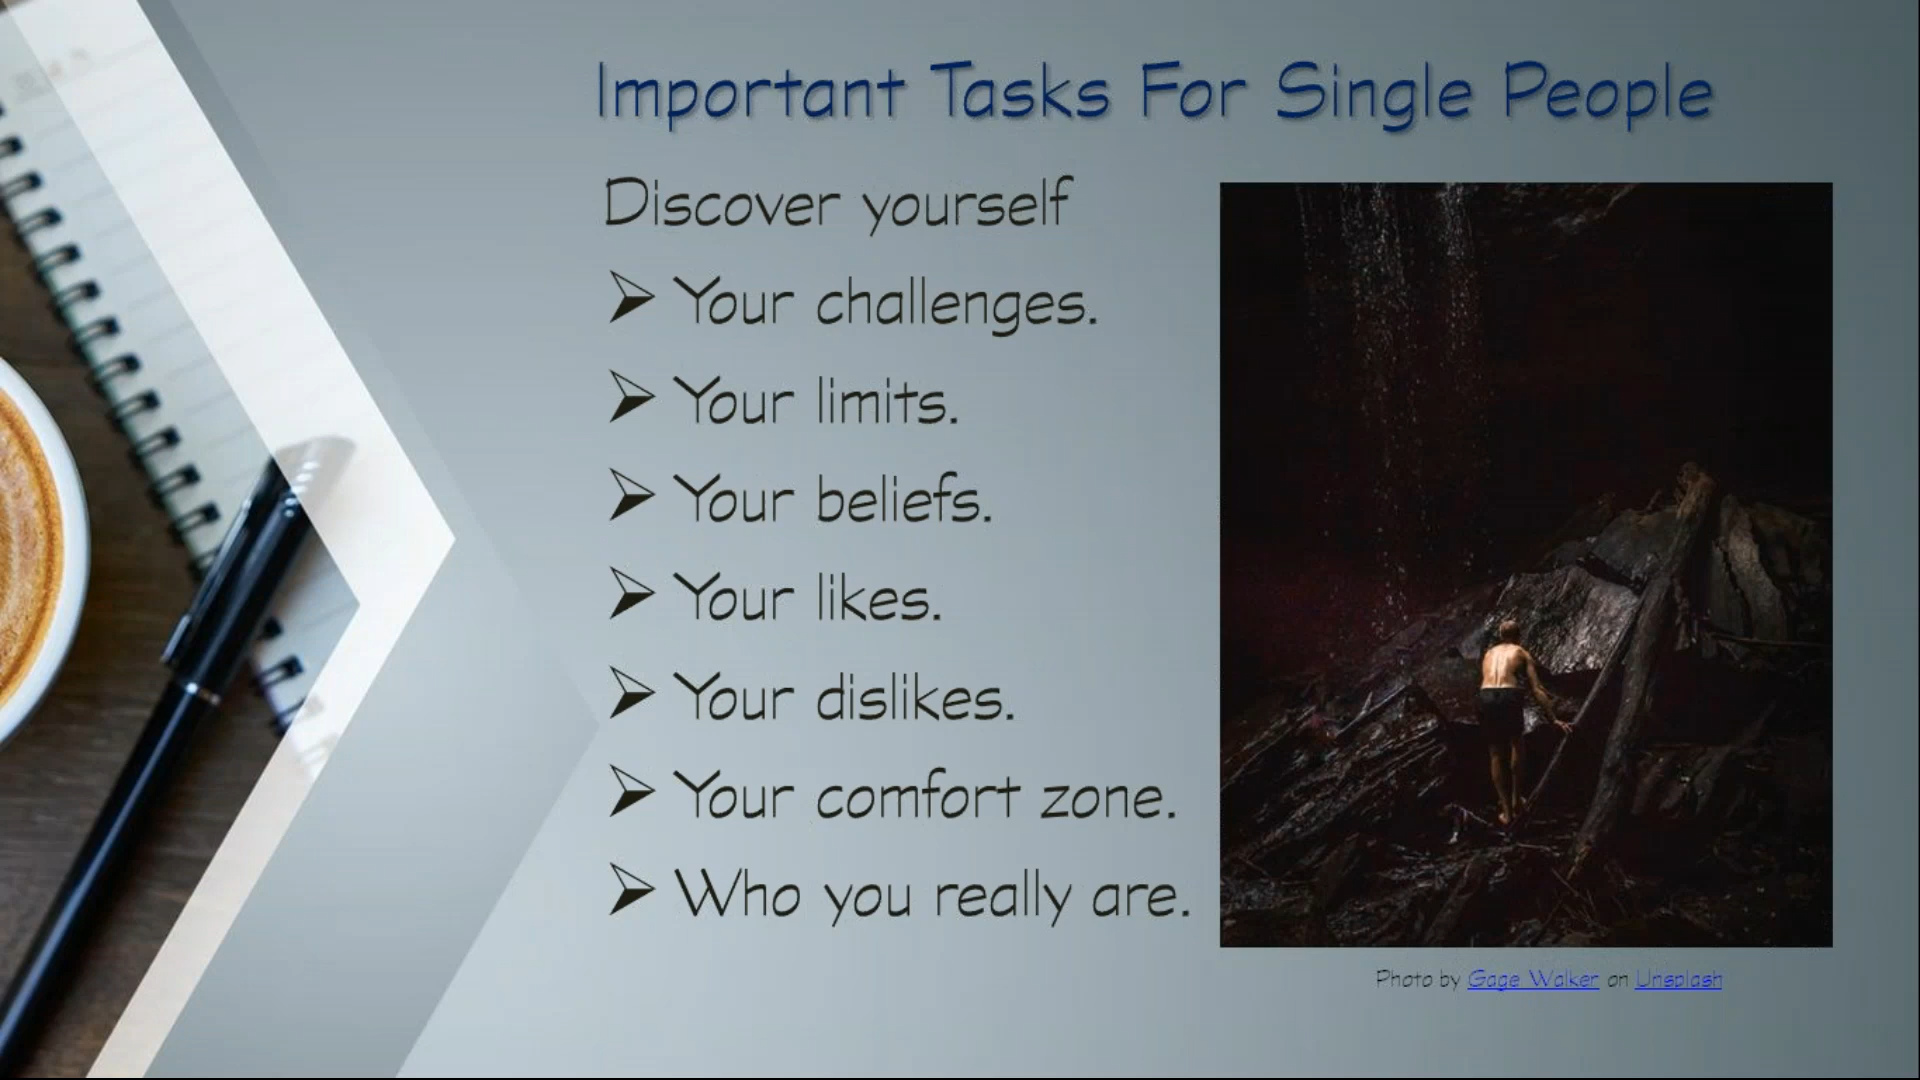 Important Tasks For Single People
Discover yourself
Your challenges.
Your limits.
Your beliefs.
Your likes.
Your dislikes.
Your comfort zone.
Who you really are.
Photo by Gage Walker on Unsplash